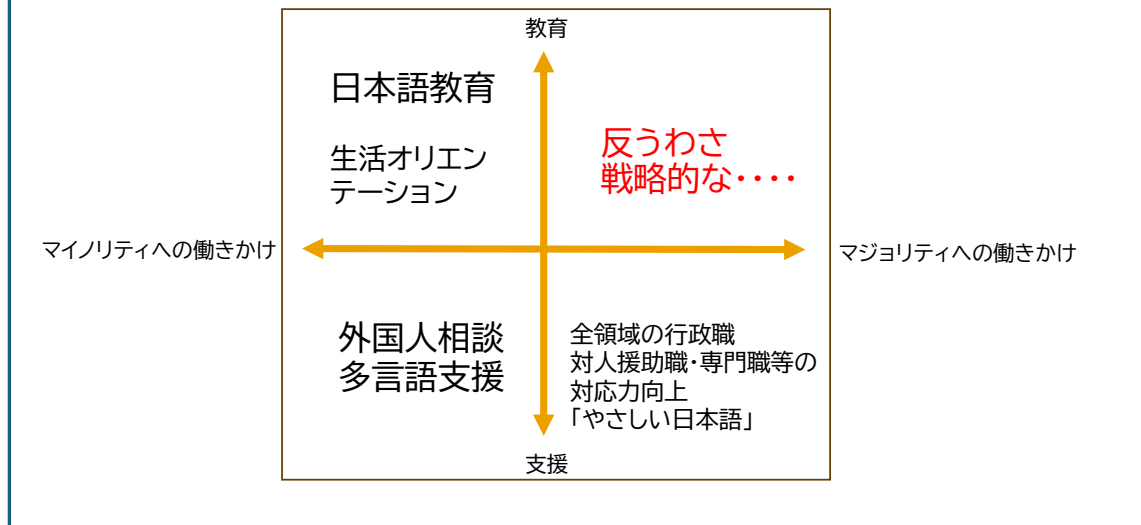 教育
日本語教育
生活オリエン
テーション
反うわさ
戦略的な・・・・
マイノリティへの働きかけ
マジョリティへの働きかけ
外国人相談
多言語支援
全領域の行政職
対人援助職・専門職等の
対応力向上
「やさしい日本語」
支援